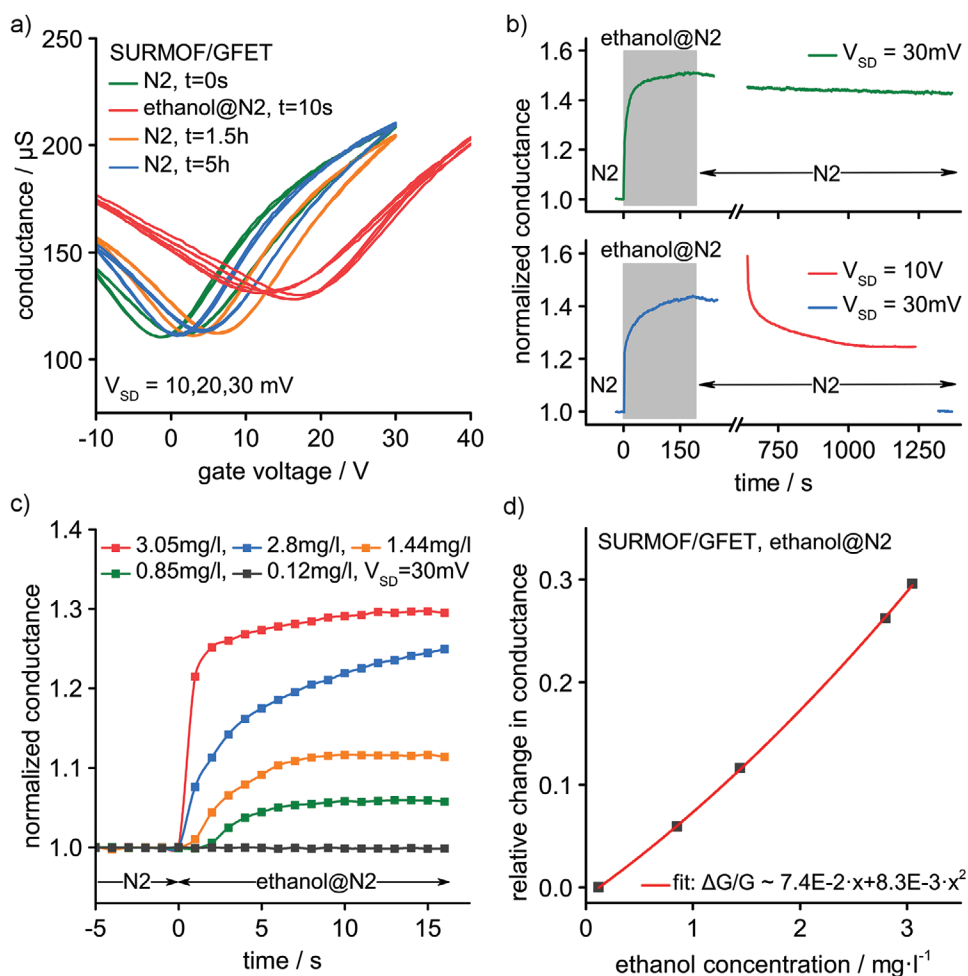 a)
250
200
150
100
conductance / µS
SURMOF/GFET
N2, t=0s
ethanol@N2, t=10s
N2, t=1.5h
N2, t=5h
V_SD = 10,20,30 mV
-10 0 10 20 30 40
gate voltage / V
b)
normalized conductance
1.6
1.4
1.2
1.0
ethanol@N2
V_SD = 30mV
N2
N2
1.6
1.4
1.2
1.0
ethanol@N2
V_SD = 10V
V_SD = 30mV
N2
N2
0 150 750 1000 1250
time / s
c)
1.4
1.3
1.2
1.1
1.0
normalized conductance
3.05mg/l, 2.8mg/l, 1.44mg/l
0.85mg/l, 0.12mg/l, V_SD=30mV
N2 ethanol@N2
-5 0 5 10 15
time / s
d)
0.3
0.2
0.1
0.0
relative change in conductance
SURMOF/GFET, ethanol@N2
fit: ΔG/G ~ 7.4E-2·x+8.3E-3·x²
0 1 2 3
ethanol concentration / mg·l⁻¹